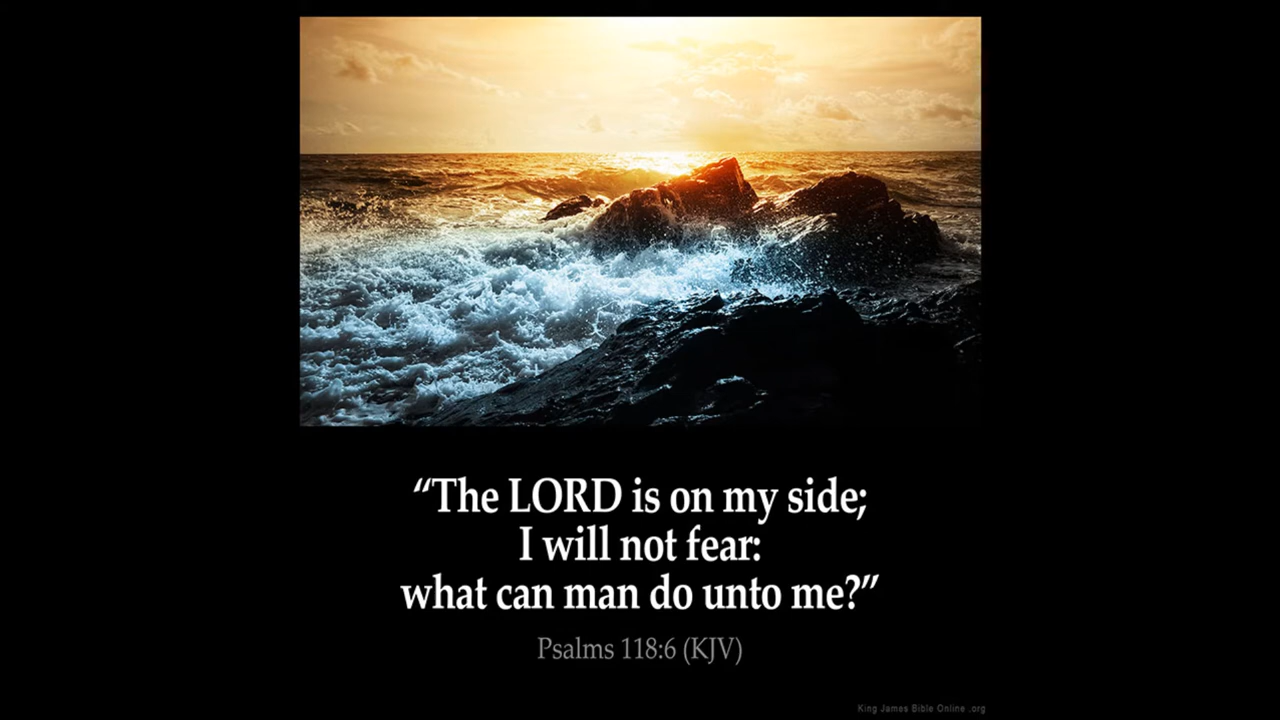 “The LORD is on my side;
I will not fear:
what can man do unto me?”
Psalms 118:6 (KJV)
King James Bible Online .org